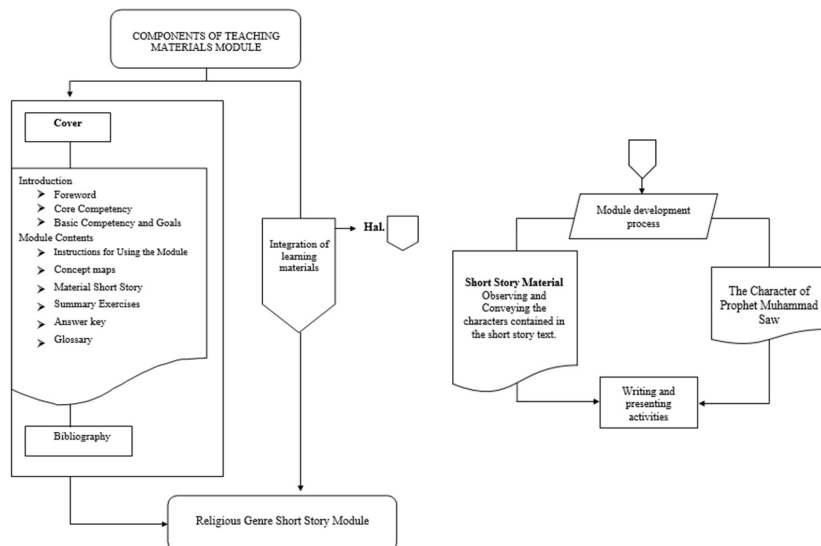 COMPONENTS OF TEACHING
MATERIALS MODULE
Cover
Introduction
Foreword
Core Competency
Basic Competency and Goals
Module Contents
Instructions for Using the Module
Concept maps
Material Short Story
Summary Exercises
Answer key
Glossary
Bibliography
Integration of
learning
materials
Hal.
Religious Genre Short Story Module
Module development
process
Short Story Material
Observing and
Conveying the
characters contained in
the short story text.
The Character of
Prophet Muhammad
Saw
Writing and
presenting
activities